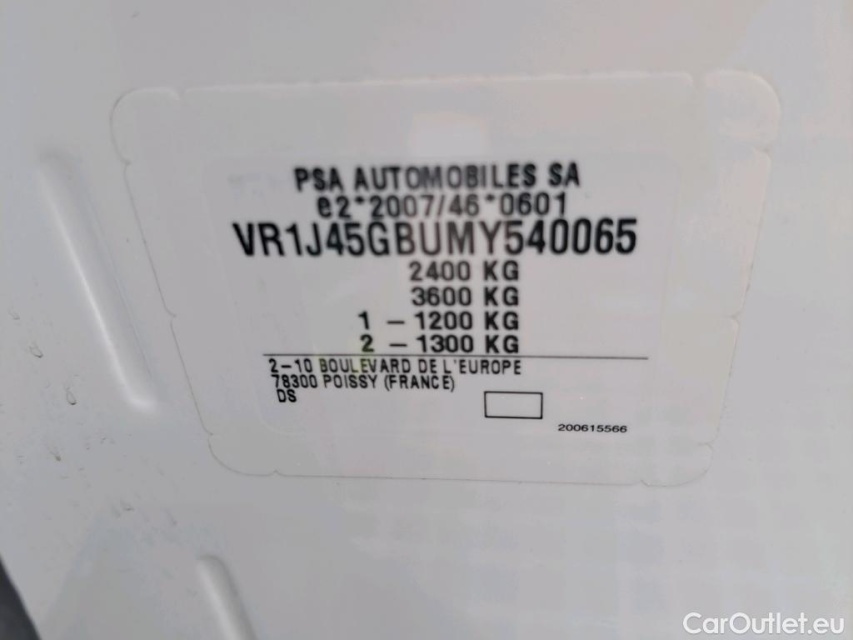 PSA AUTOMOBILES SA
e2*2007/46*0601
VR1J45GBUMY540065
2400 KG
3600 KG
1 - 1200 KG
2 - 1300 KG
2-10 BOULEVARD DE L'EUROPE
78300 POISSY (FRANCE)
DS
200615566
CarOutlet.eu